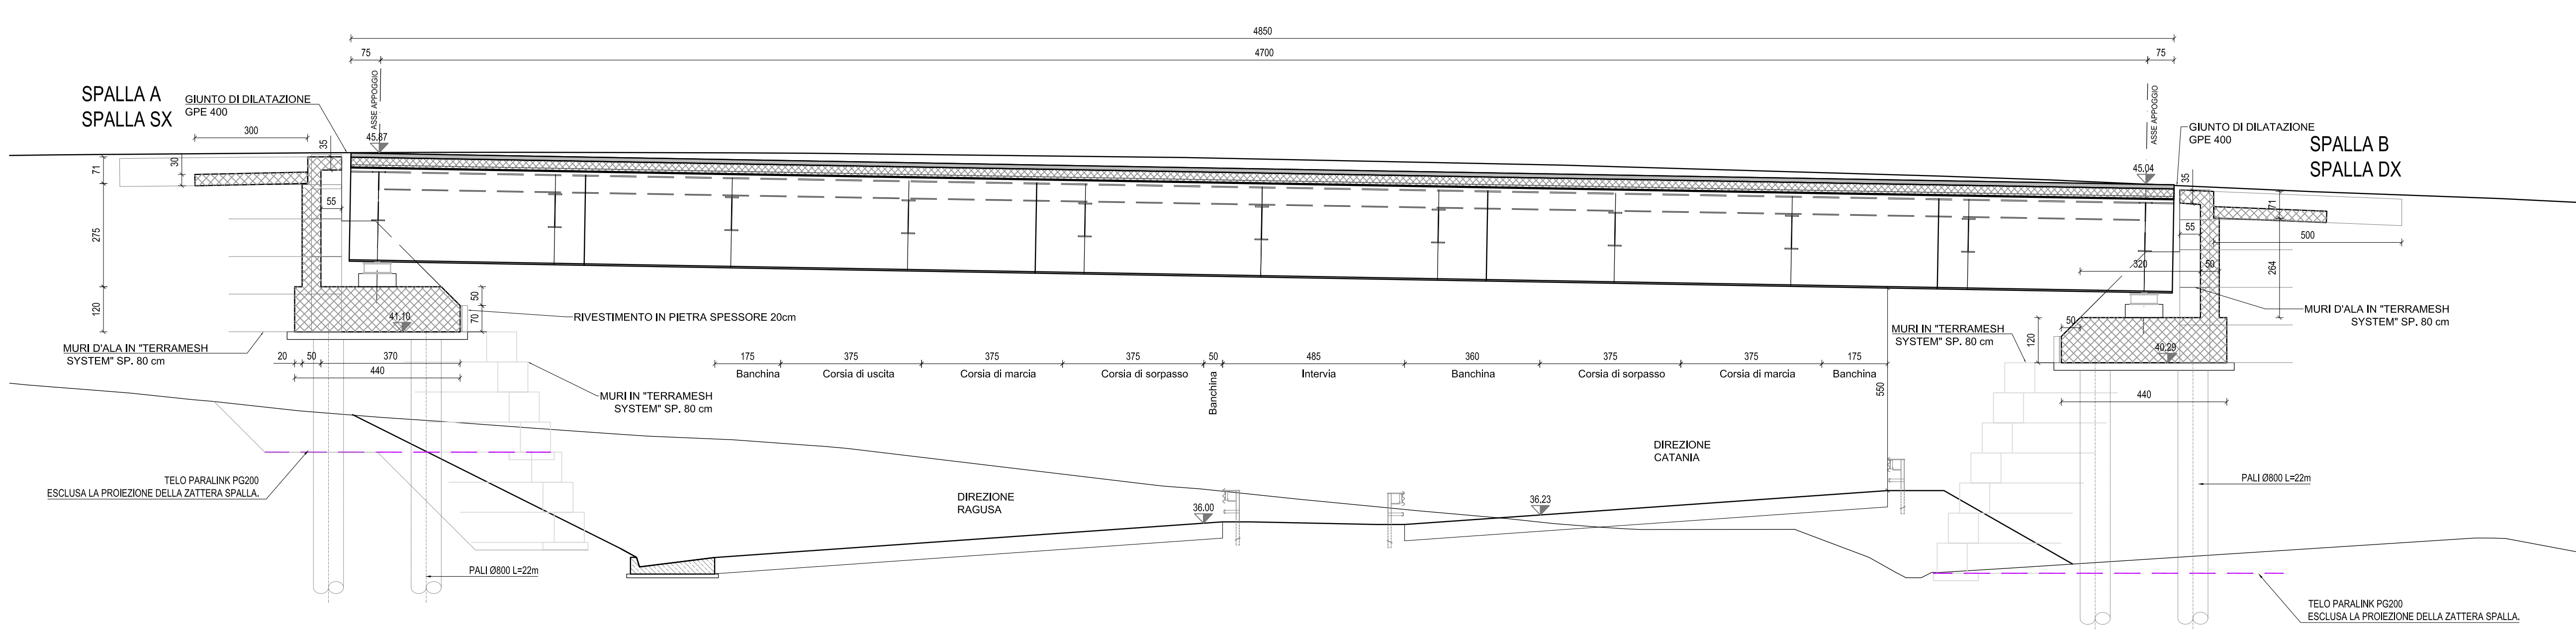 4850
75
4700
75
SPALLA A
SPALLA SX
GIUNTO DI DILATAZIONE
GPE 400
ASSE APPOGGIO
ASSE APPOGGIO
GIUNTO DI DILATAZIONE
GPE 400
SPALLA B
SPALLA DX
300
35
45.87
45.04
35
71
30
71
55
55
500
275
320
50
264
120
50
70
41.10
RIVESTIMENTO IN PIETRA SPESSORE 20cm
MURI D'ALA IN "TERRAMESH
SYSTEM" SP. 80 cm
MURI IN "TERRAMESH
SYSTEM" SP. 80 cm
50
120
40.29
MURI D'ALA IN "TERRAMESH
SYSTEM" SP. 80 cm
20
50
370
440
175
375
375
375
50
485
360
375
375
175
Banchina
Corsia di uscita
Corsia di marcia
Corsia di sorpasso
Banchina
Intervia
Banchina
Corsia di sorpasso
Corsia di marcia
Banchina
550
440
MURI IN "TERRAMESH
SYSTEM" SP. 80 cm
DIREZIONE
CATANIA
TELO PARALINK PG200
ESCLUSA LA PROIEZIONE DELLA ZATTERA SPALLA.
DIREZIONE
RAGUSA
36.00
36.23
PALI Ø800 L=22m
PALI Ø800 L=22m
TELO PARALINK PG200
ESCLUSA LA PROIEZIONE DELLA ZATTERA SPALLA.